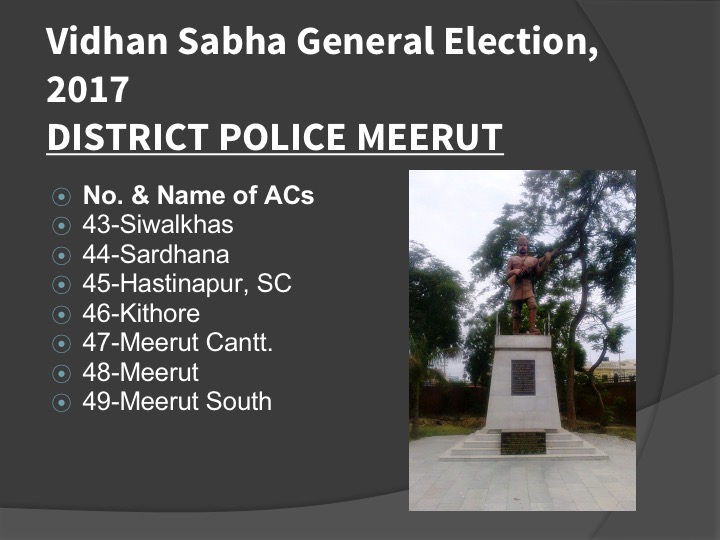 Vidhan Sabha General Election,
2017
DISTRICT POLICE MEERUT
No. & Name of ACs
43-Siwalkhas
44-Sardhana
45-Hastinapur, SC
46-Kithore
47-Meerut Cantt.
48-Meerut
49-Meerut South